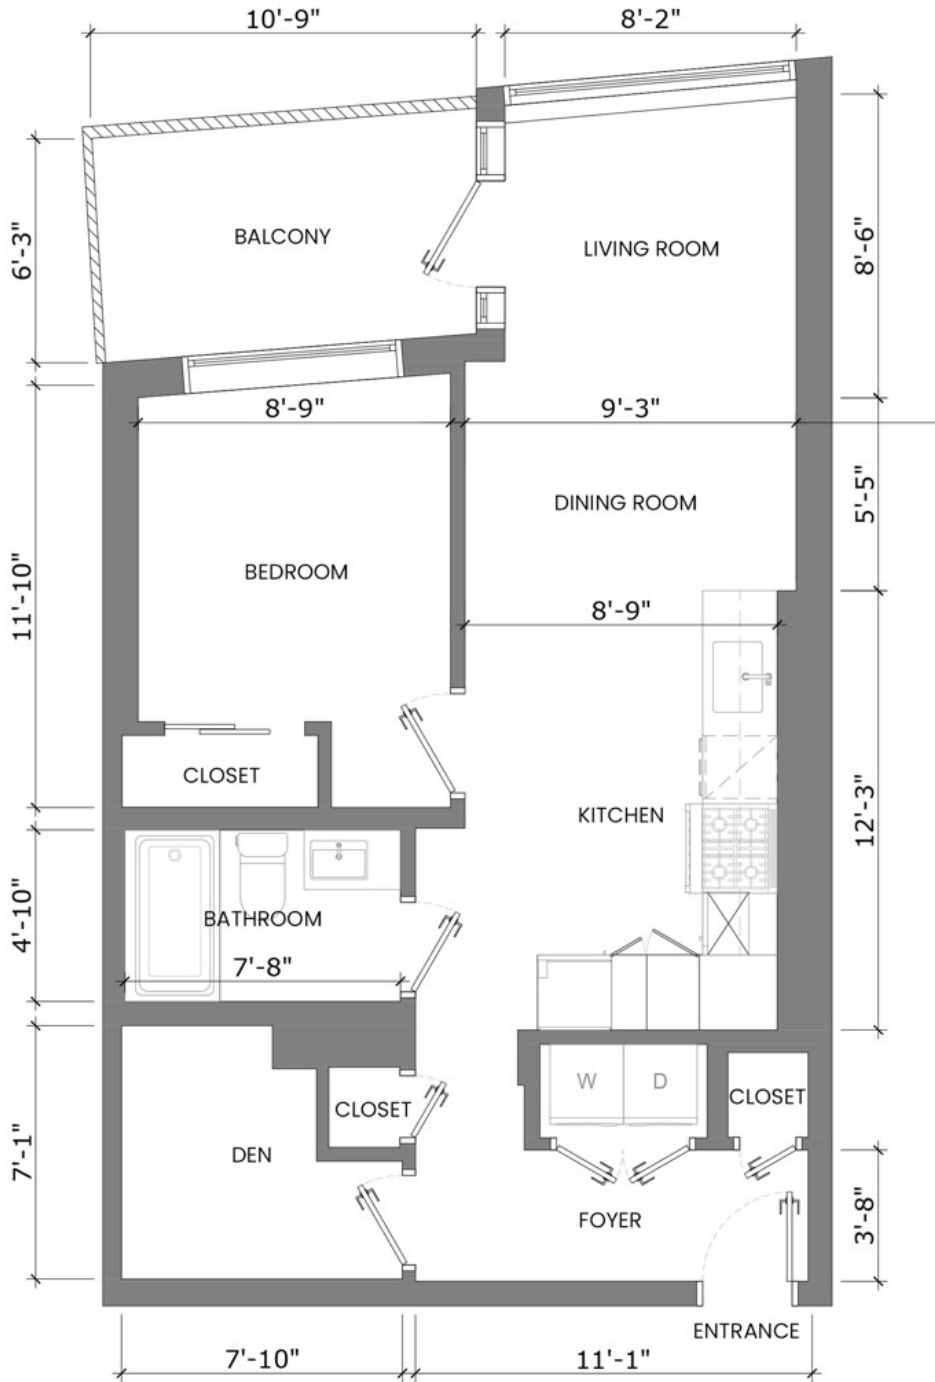 10'-9"
8'-2"
6'-3"
BALCONY
LIVING ROOM
8'-6"
8'-9"
9'-3"
DINING ROOM
5'-5"
11'-10"
BEDROOM
8'-9"
CLOSET
KITCHEN
12'-3"
4'-10"
BATHROOM
7'-8"
W
D
CLOSET
CLOSET
7'-1"
DEN
FOYER
3'-8"
ENTRANCE
7'-10"
11'-1"